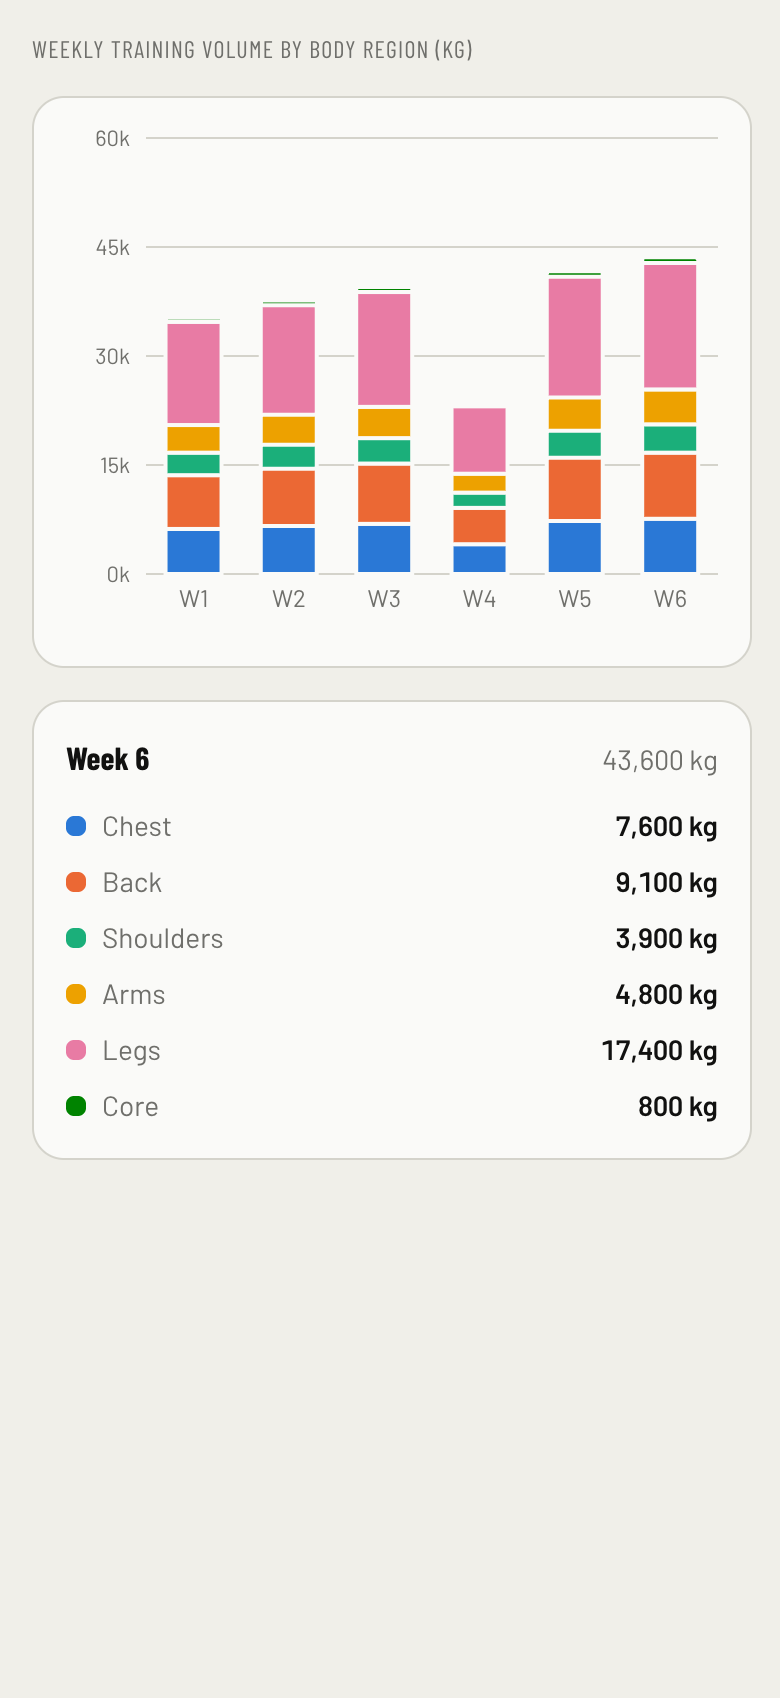 WEEKLY TRAINING VOLUME BY BODY REGION (KG)
60k
45k
30k
15k
0k
W1 W2 W3 W4 W5 W6
Week 6 43,600 kg
Chest 7,600 kg
Back 9,100 kg
Shoulders 3,900 kg
Arms 4,800 kg
Legs 17,400 kg
Core 800 kg